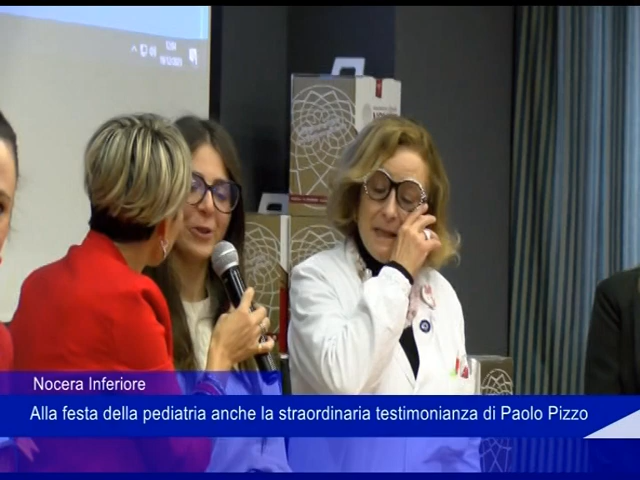 Nocera Inferiore
Alla festa della pediatria anche la straordinaria testimonianza di Paolo Pizzo